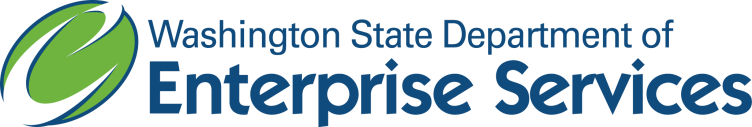 Washington State Department of
Enterprise Services